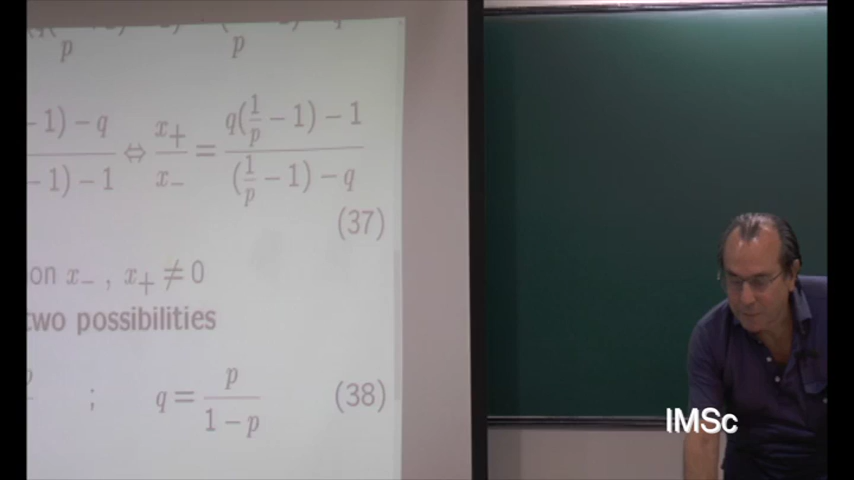 p p
- 1) - q ⇔ x₊/x₋ = (q(1/p - 1) - 1)/((1/p - 1) - q)
- 1) - 1
(37)
on x₋ , x₊ ≠ 0
two possibilities
; q = p/(1 - p) (38)
IMSc